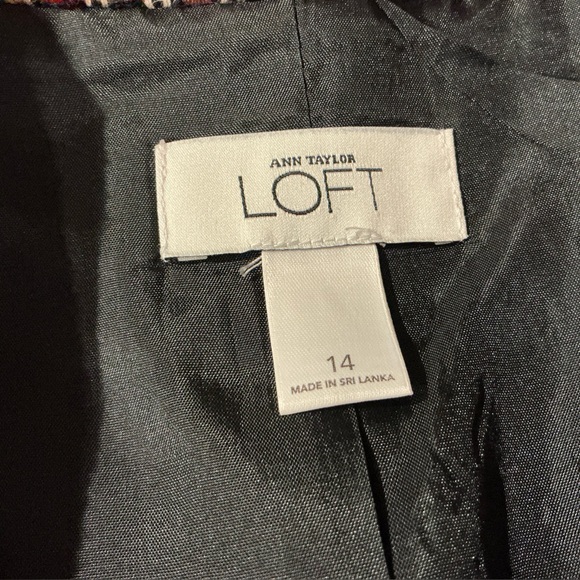 ANN TAYLOR
LOFT
14
MADE IN SRI LANKA